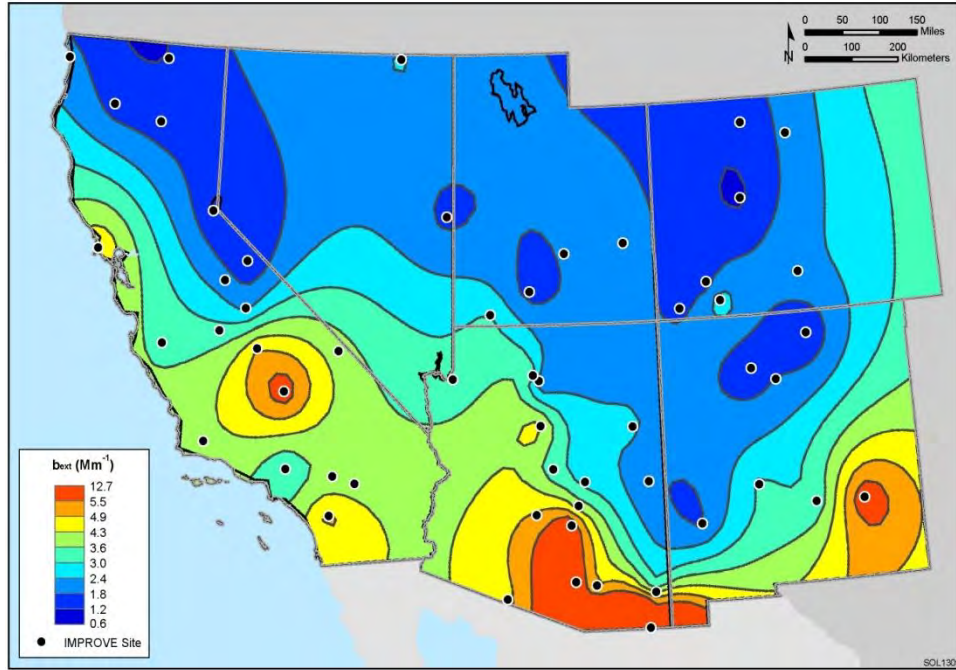 0 50 100 150
Miles
0 100 200
Kilometers
N
bext (Mm-1)
12.7
5.5
4.9
4.3
3.6
3.0
2.4
1.8
1.2
0.6
IMPROVE Site
SOL130